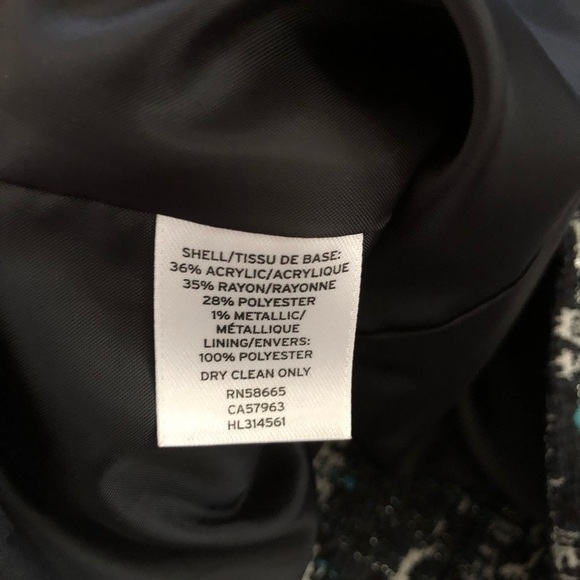 SHELL/TISSU DE BASE:
36% ACRYLIC/ACRYLIQUE
35% RAYON/RAYONNE
28% POLYESTER
1% METALLIC/
MÉTALLIQUE
LINING/ENVERS:
100% POLYESTER
DRY CLEAN ONLY
RN58665
CA57963
HL314561